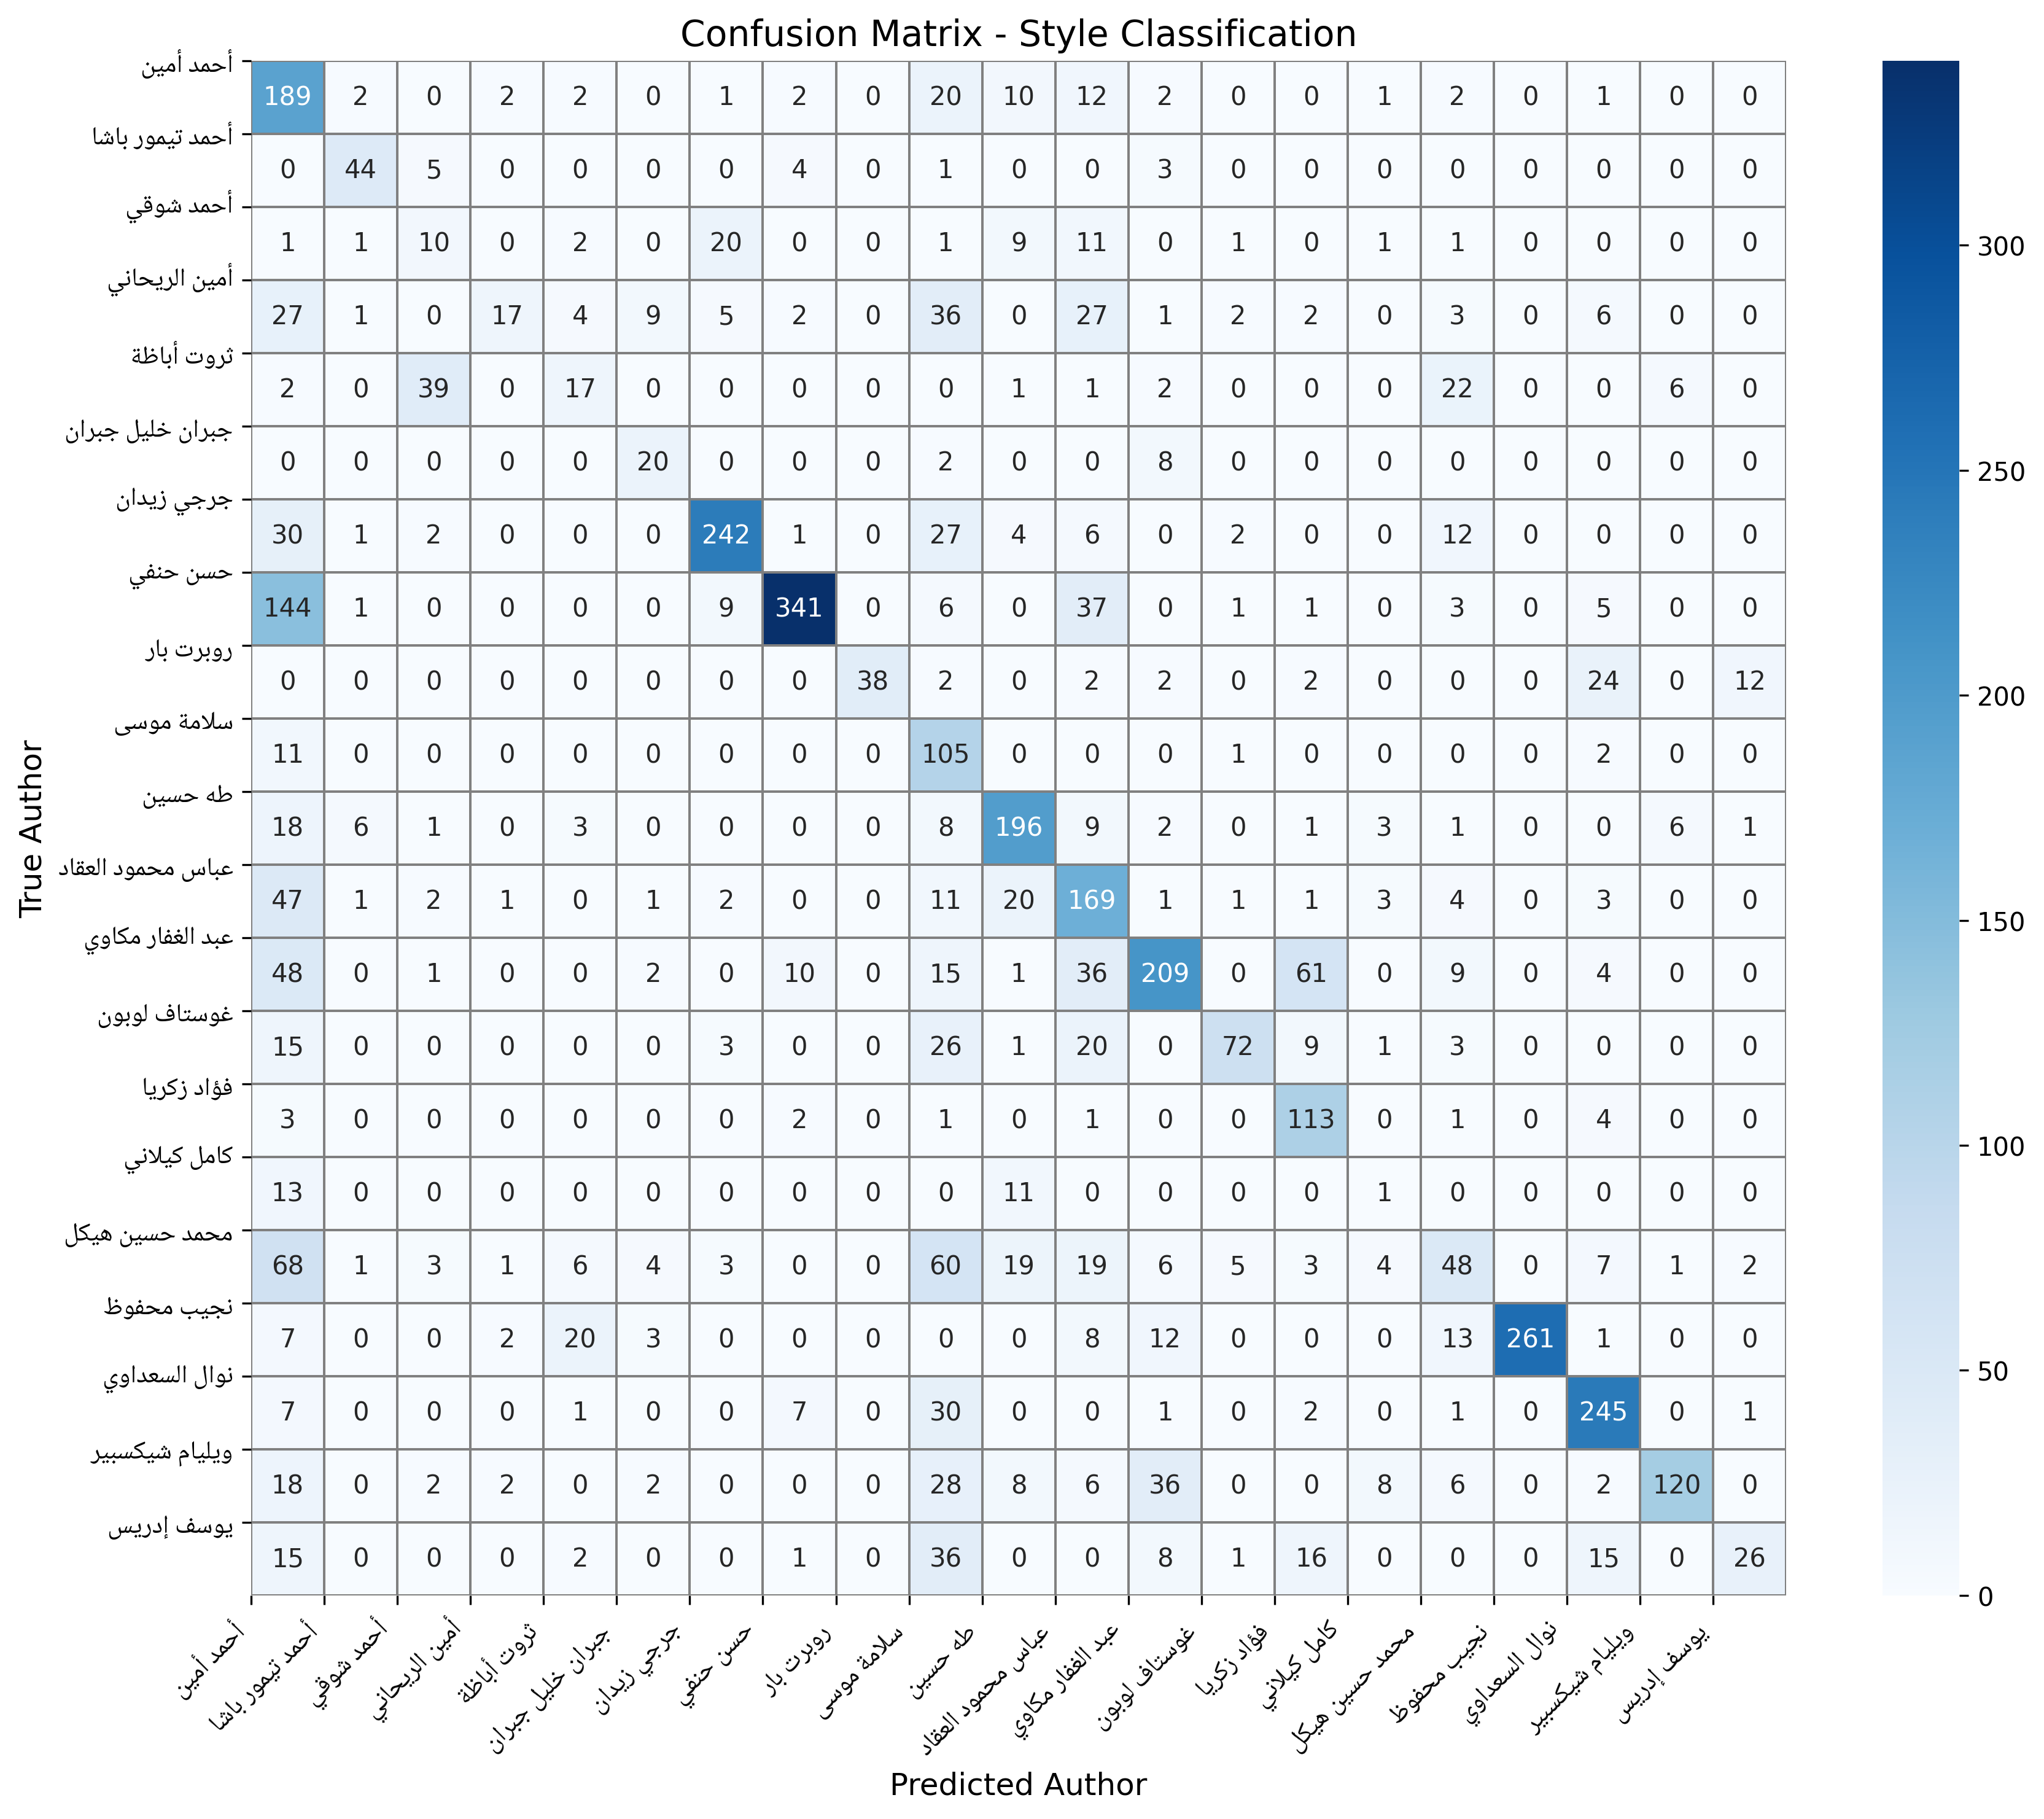 Confusion Matrix - Style Classification
أحمد أمين 189 2 0 2 2 0 1 2 0 20 10 12 2 0 0 1 2 0 1 0 0
أحمد تيمور باشا 0 44 5 0 0 0 0 4 0 1 0 0 3 0 0 0 0 0 0 0 0
أحمد شوقي 1 1 10 0 2 0 20 0 0 1 9 11 0 1 0 1 1 0 0 0 0
أمين الريحاني 27 1 0 17 4 9 5 2 0 36 0 27 1 2 2 0 3 0 6 0 0
ثروت أباظة 2 0 39 0 17 0 0 0 0 0 1 1 2 0 0 0 22 0 0 6 0
جبران خليل جبران 0 0 0 0 0 20 0 0 0 2 0 0 8 0 0 0 0 0 0 0 0
جرجي زيدان 30 1 2 0 0 0 242 1 0 27 4 6 0 2 0 0 12 0 0 0 0
حسن حنفي 144 1 0 0 0 0 9 341 0 6 0 37 0 1 1 0 3 0 5 0 0
روبرت بار 0 0 0 0 0 0 0 0 38 2 0 2 2 0 2 0 0 0 24 0 12
سلامة موسى 11 0 0 0 0 0 0 0 0 105 0 0 0 1 0 0 0 0 2 0 0
طه حسين 18 6 1 0 3 0 0 0 0 8 196 9 2 0 1 3 1 0 0 6 1
عباس محمود العقاد 47 1 2 1 0 1 2 0 0 11 20 169 1 1 1 3 4 0 3 0 0
عبد الغفار مكاوي 48 0 1 0 0 2 0 10 0 15 1 36 209 0 61 0 9 0 4 0 0
غوستاف لوبون 15 0 0 0 0 0 3 0 0 26 1 20 0 72 9 1 3 0 0 0 0
فؤاد زكريا 3 0 0 0 0 0 0 2 0 1 0 1 0 0 113 0 1 0 4 0 0
كامل كيلاني 13 0 0 0 0 0 0 0 0 0 11 0 0 0 0 1 0 0 0 0 0
محمد حسين هيكل 68 1 3 1 6 4 3 0 0 60 19 19 6 5 3 4 48 0 7 1 2
نجيب محفوظ 7 0 0 2 20 3 0 0 0 0 0 8 12 0 0 0 13 261 1 0 0
نوال السعداوي 7 0 0 0 1 0 0 7 0 30 0 0 1 0 2 0 1 0 245 0 1
ويليام شيكسبير 18 0 2 2 0 2 0 0 0 28 8 6 36 0 0 8 6 0 2 120 0
يوسف إدريس 15 0 0 0 2 0 0 1 0 36 0 0 8 1 16 0 0 0 15 0 26
True Author
أحمد أمين
أحمد تيمور باشا
أحمد شوقي
أمين الريحاني
ثروت أباظة
جبران خليل جبران
جرجي زيدان
حسن حنفي
روبرت بار
سلامة موسى
طه حسين
عباس محمود العقاد
عبد الغفار مكاوي
غوستاف لوبون
فؤاد زكريا
كامل كيلاني
محمد حسين هيكل
نجيب محفوظ
نوال السعداوي
ويليام شيكسبير
يوسف إدريس
Predicted Author
300
250
200
150
100
50
0